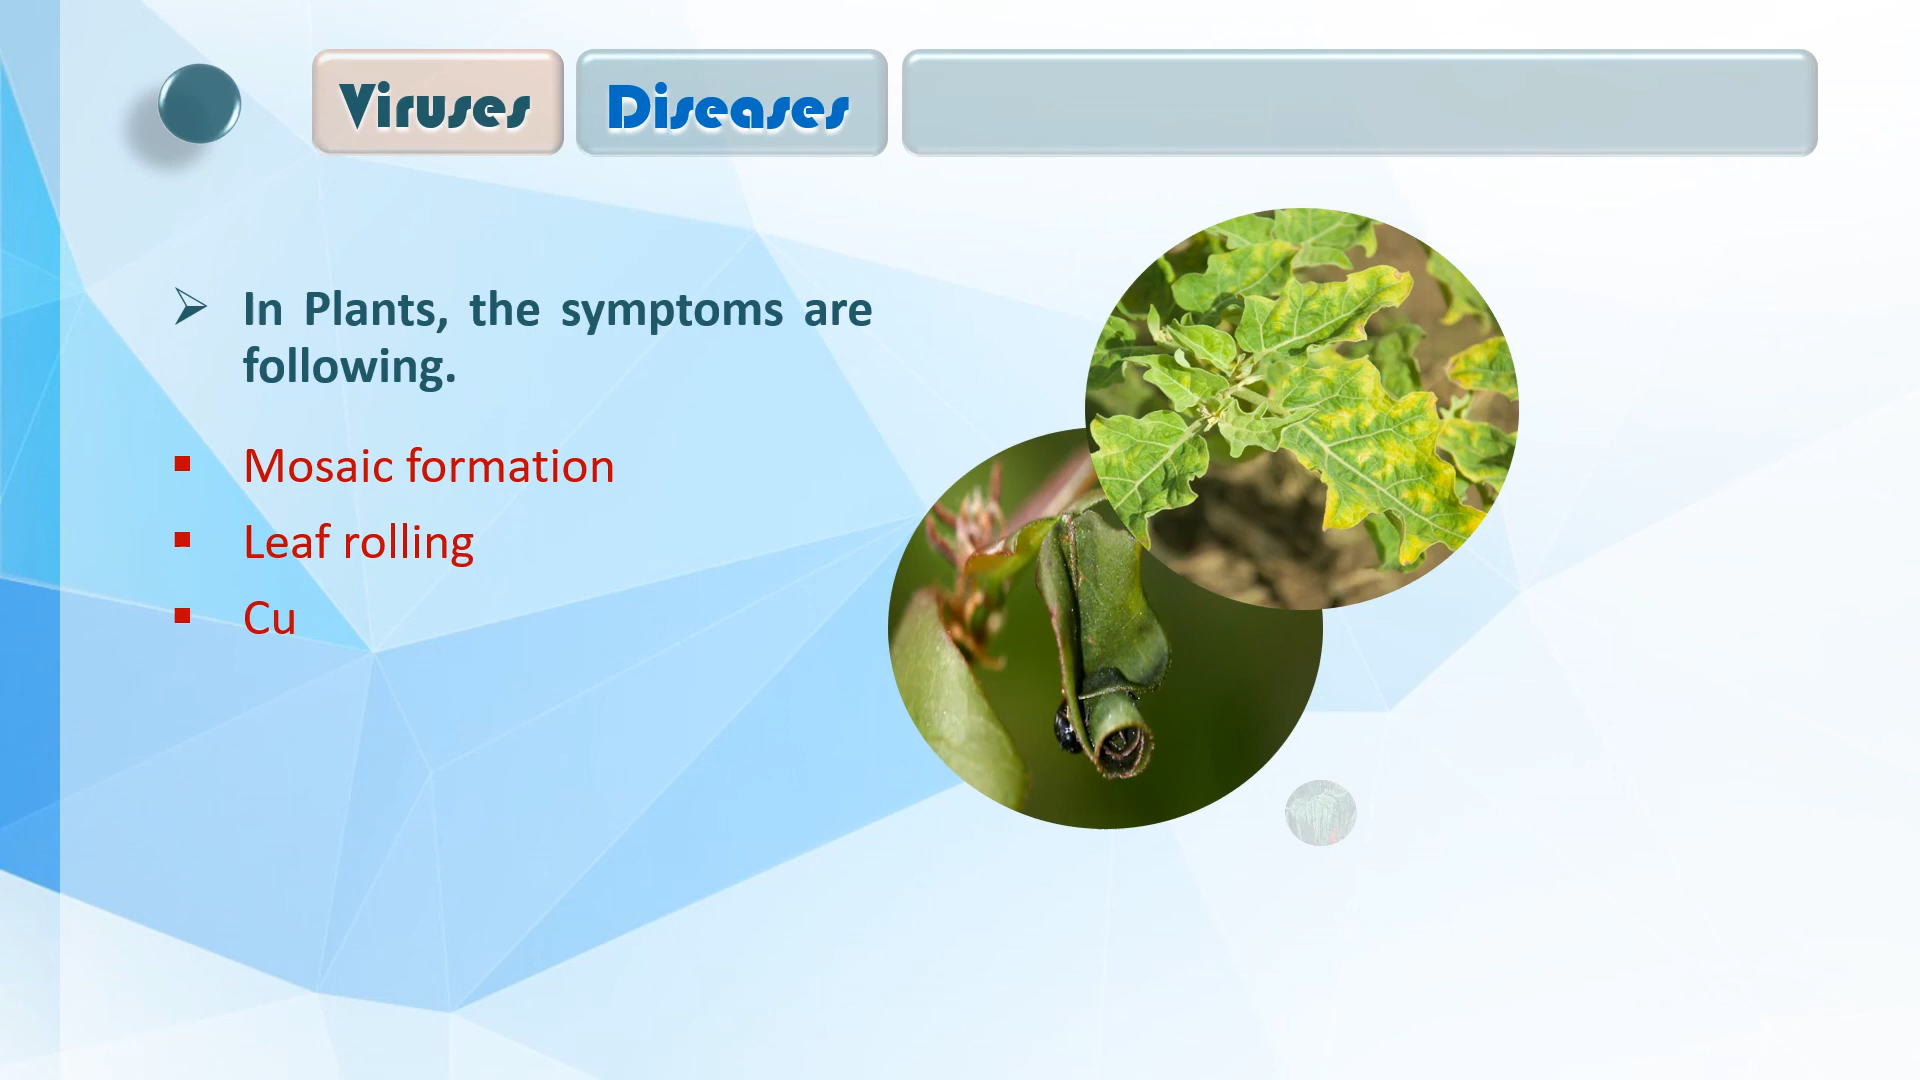 Viruses Diseases
In Plants, the symptoms are
following.
Mosaic formation
Leaf rolling
Cu